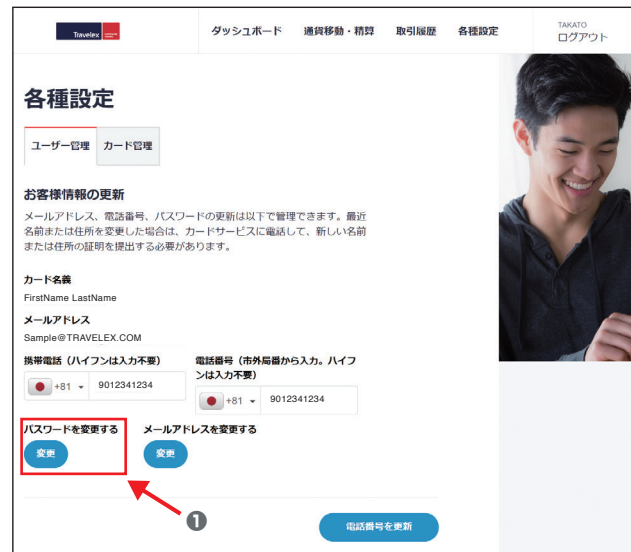 Travelex
ダッシュボード 通貨移動・精算 取引履歴 各種設定
TAKATO
ログアウト
各種設定
ユーザー管理 カード管理
お客様情報の更新
メールアドレス、電話番号、パスワードの更新は以下で管理できます。最近
名前または住所を変更した場合は、カードサービスに電話して、新しい名前
または住所の証明を提出する必要があります。
カード名義
FirstName LastName
メールアドレス
Sample@TRAVELEX.COM
携帯電話（ハイフンは入力不要）
+81 9012341234
電話番号（市外局番から入力。ハイフ
ンは入力不要）
+81 9012341234
パスワードを変更する メールアドレスを変更する
変更 変更
❶
電話番号を更新